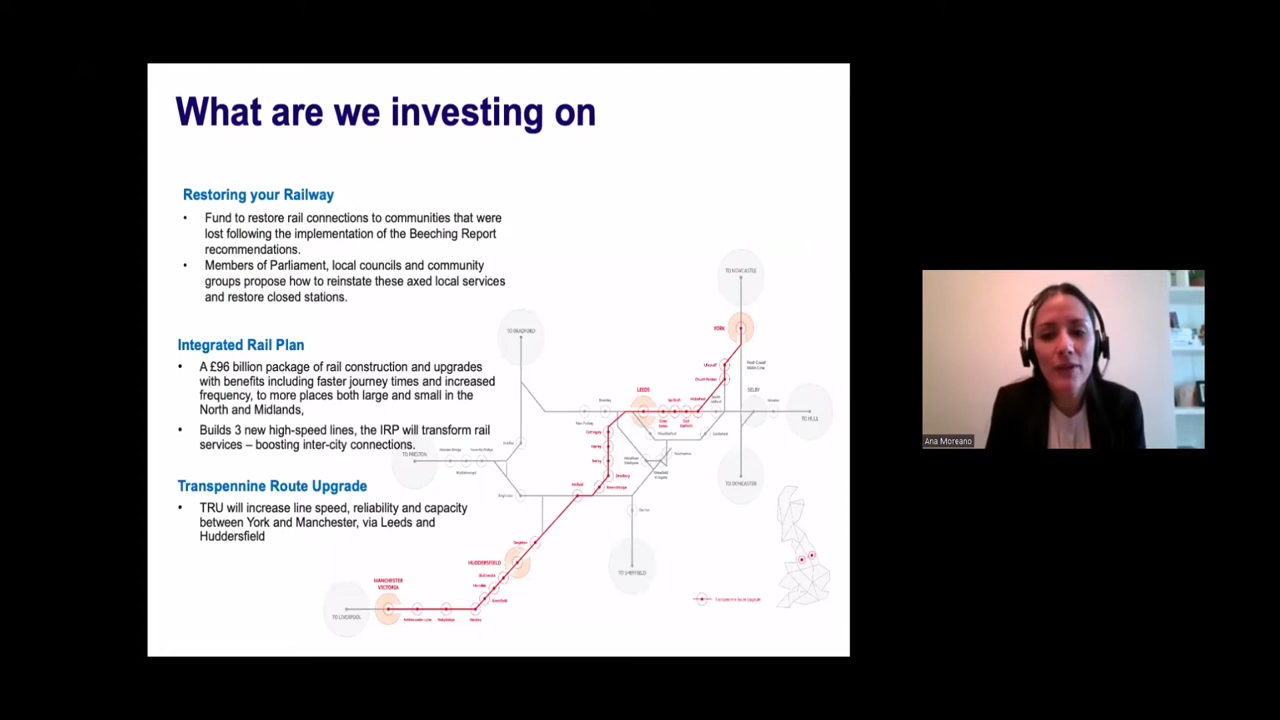 What are we investing on
Restoring your Railway
• Fund to restore rail connections to communities that were
lost following the implementation of the Beeching Report
recommendations.
• Members of Parliament, local councils and community
groups propose how to reinstate these axed local services
and restore closed stations.
Integrated Rail Plan
• A £96 billion package of rail construction and upgrades
with benefits including faster journey times and increased
frequency, to more places both large and small in the
North and Midlands,
• Builds 3 new high-speed lines, the IRP will transform rail
services – boosting inter-city connections.
Transpennine Route Upgrade
• TRU will increase line speed, reliability and capacity
between York and Manchester, via Leeds and
Huddersfield
TO NEWCASTLE
YORK
TO BRADFORD
East Coast
Main Line
LEEDS
SELBY
TO HULL
TO PRESTON
TO DONCASTER
HUDDERSFIELD
TO SHEFFIELD
MANCHESTER
VICTORIA
TO LIVERPOOL
Transpennine Route Upgrade
Ana Moreano